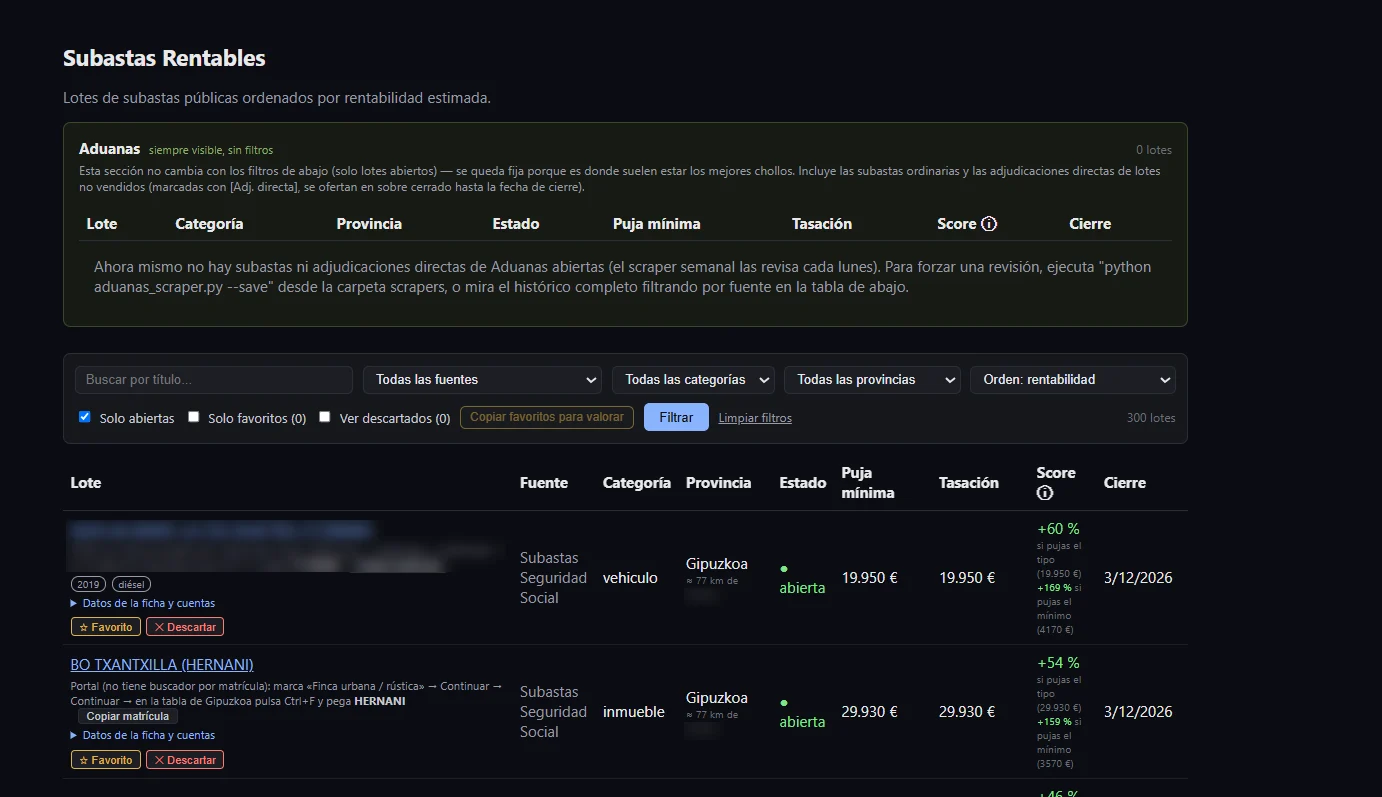 Subastas Rentables
Lotes de subastas públicas ordenados por rentabilidad estimada.
Aduanas siempre visible, sin filtros 0 lotes
Esta sección no cambia con los filtros de abajo (solo lotes abiertos) — se queda fija porque es donde suelen estar los mejores chollos. Incluye las subastas ordinarias y las adjudicaciones directas de lotes
no vendidos (marcadas con [Adj. directa], se ofertan en sobre cerrado hasta la fecha de cierre).
Lote Categoría Provincia Estado Puja mínima Tasación Score ⓘ Cierre
Ahora mismo no hay subastas ni adjudicaciones directas de Aduanas abiertas (el scraper semanal las revisa cada lunes). Para forzar una revisión, ejecuta "python
aduanas_scraper.py --save" desde la carpeta scrapers, o mira el histórico completo filtrando por fuente en la tabla de abajo.
Buscar por título... Todas las fuentes Todas las categorías Todas las provincias Orden: rentabilidad
Solo abiertas Solo favoritos (0) Ver descartados (0) Copiar favoritos para valorar Filtrar Limpiar filtros 300 lotes
Lote Fuente Categoría Provincia Estado Puja
mínima Tasación Score
ⓘ Cierre
2019 diésel
▶ Datos de la ficha y cuentas
☆ Favorito ✕ Descartar
Subastas
Seguridad
Social
vehiculo
Gipuzkoa
≈ 77 km de
● abierta
19.950 €
19.950 €
+60 %
si pujas el
tipo
(19.950 €)
+169 % si
pujas el
mínimo
(4170 €)
3/12/2026
BO TXANTXILLA (HERNANI)
Portal (no tiene buscador por matrícula): marca «Finca urbana / rústica» → Continuar →
Continuar → en la tabla de Gipuzkoa pulsa Ctrl+F y pega HERNANI
Copiar matrícula
▶ Datos de la ficha y cuentas
☆ Favorito ✕ Descartar
Subastas
Seguridad
Social
inmueble
Gipuzkoa
≈ 77 km de
● abierta
29.930 €
29.930 €
+54 %
si pujas el
tipo
(29.930 €)
+159 % si
pujas el
mínimo
(3570 €)
3/12/2026
+46 %